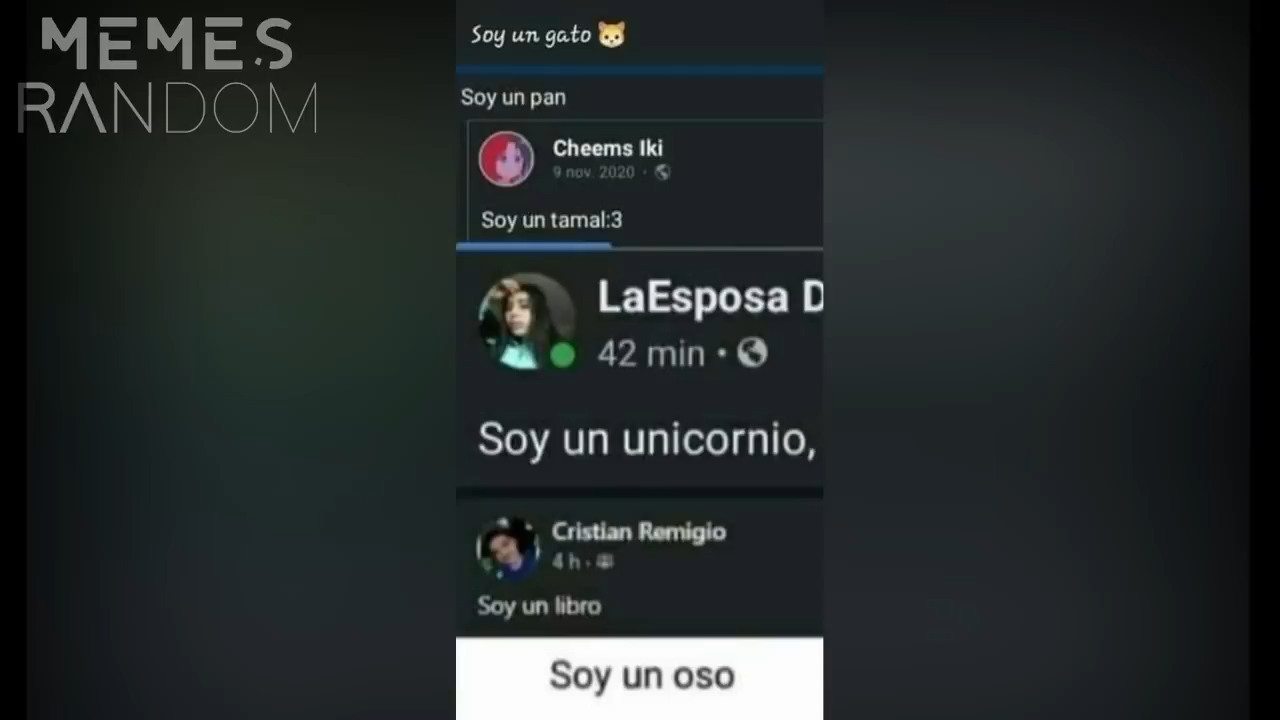 MEMES
RANDOM
Soy un gato 🐱
Soy un pan
Cheems Iki
9 nov. 2020 ·
Soy un tamal:3
LaEsposa D
42 min ·
Soy un unicornio,
Cristian Remigio
4 h ·
Soy un libro
Soy un oso